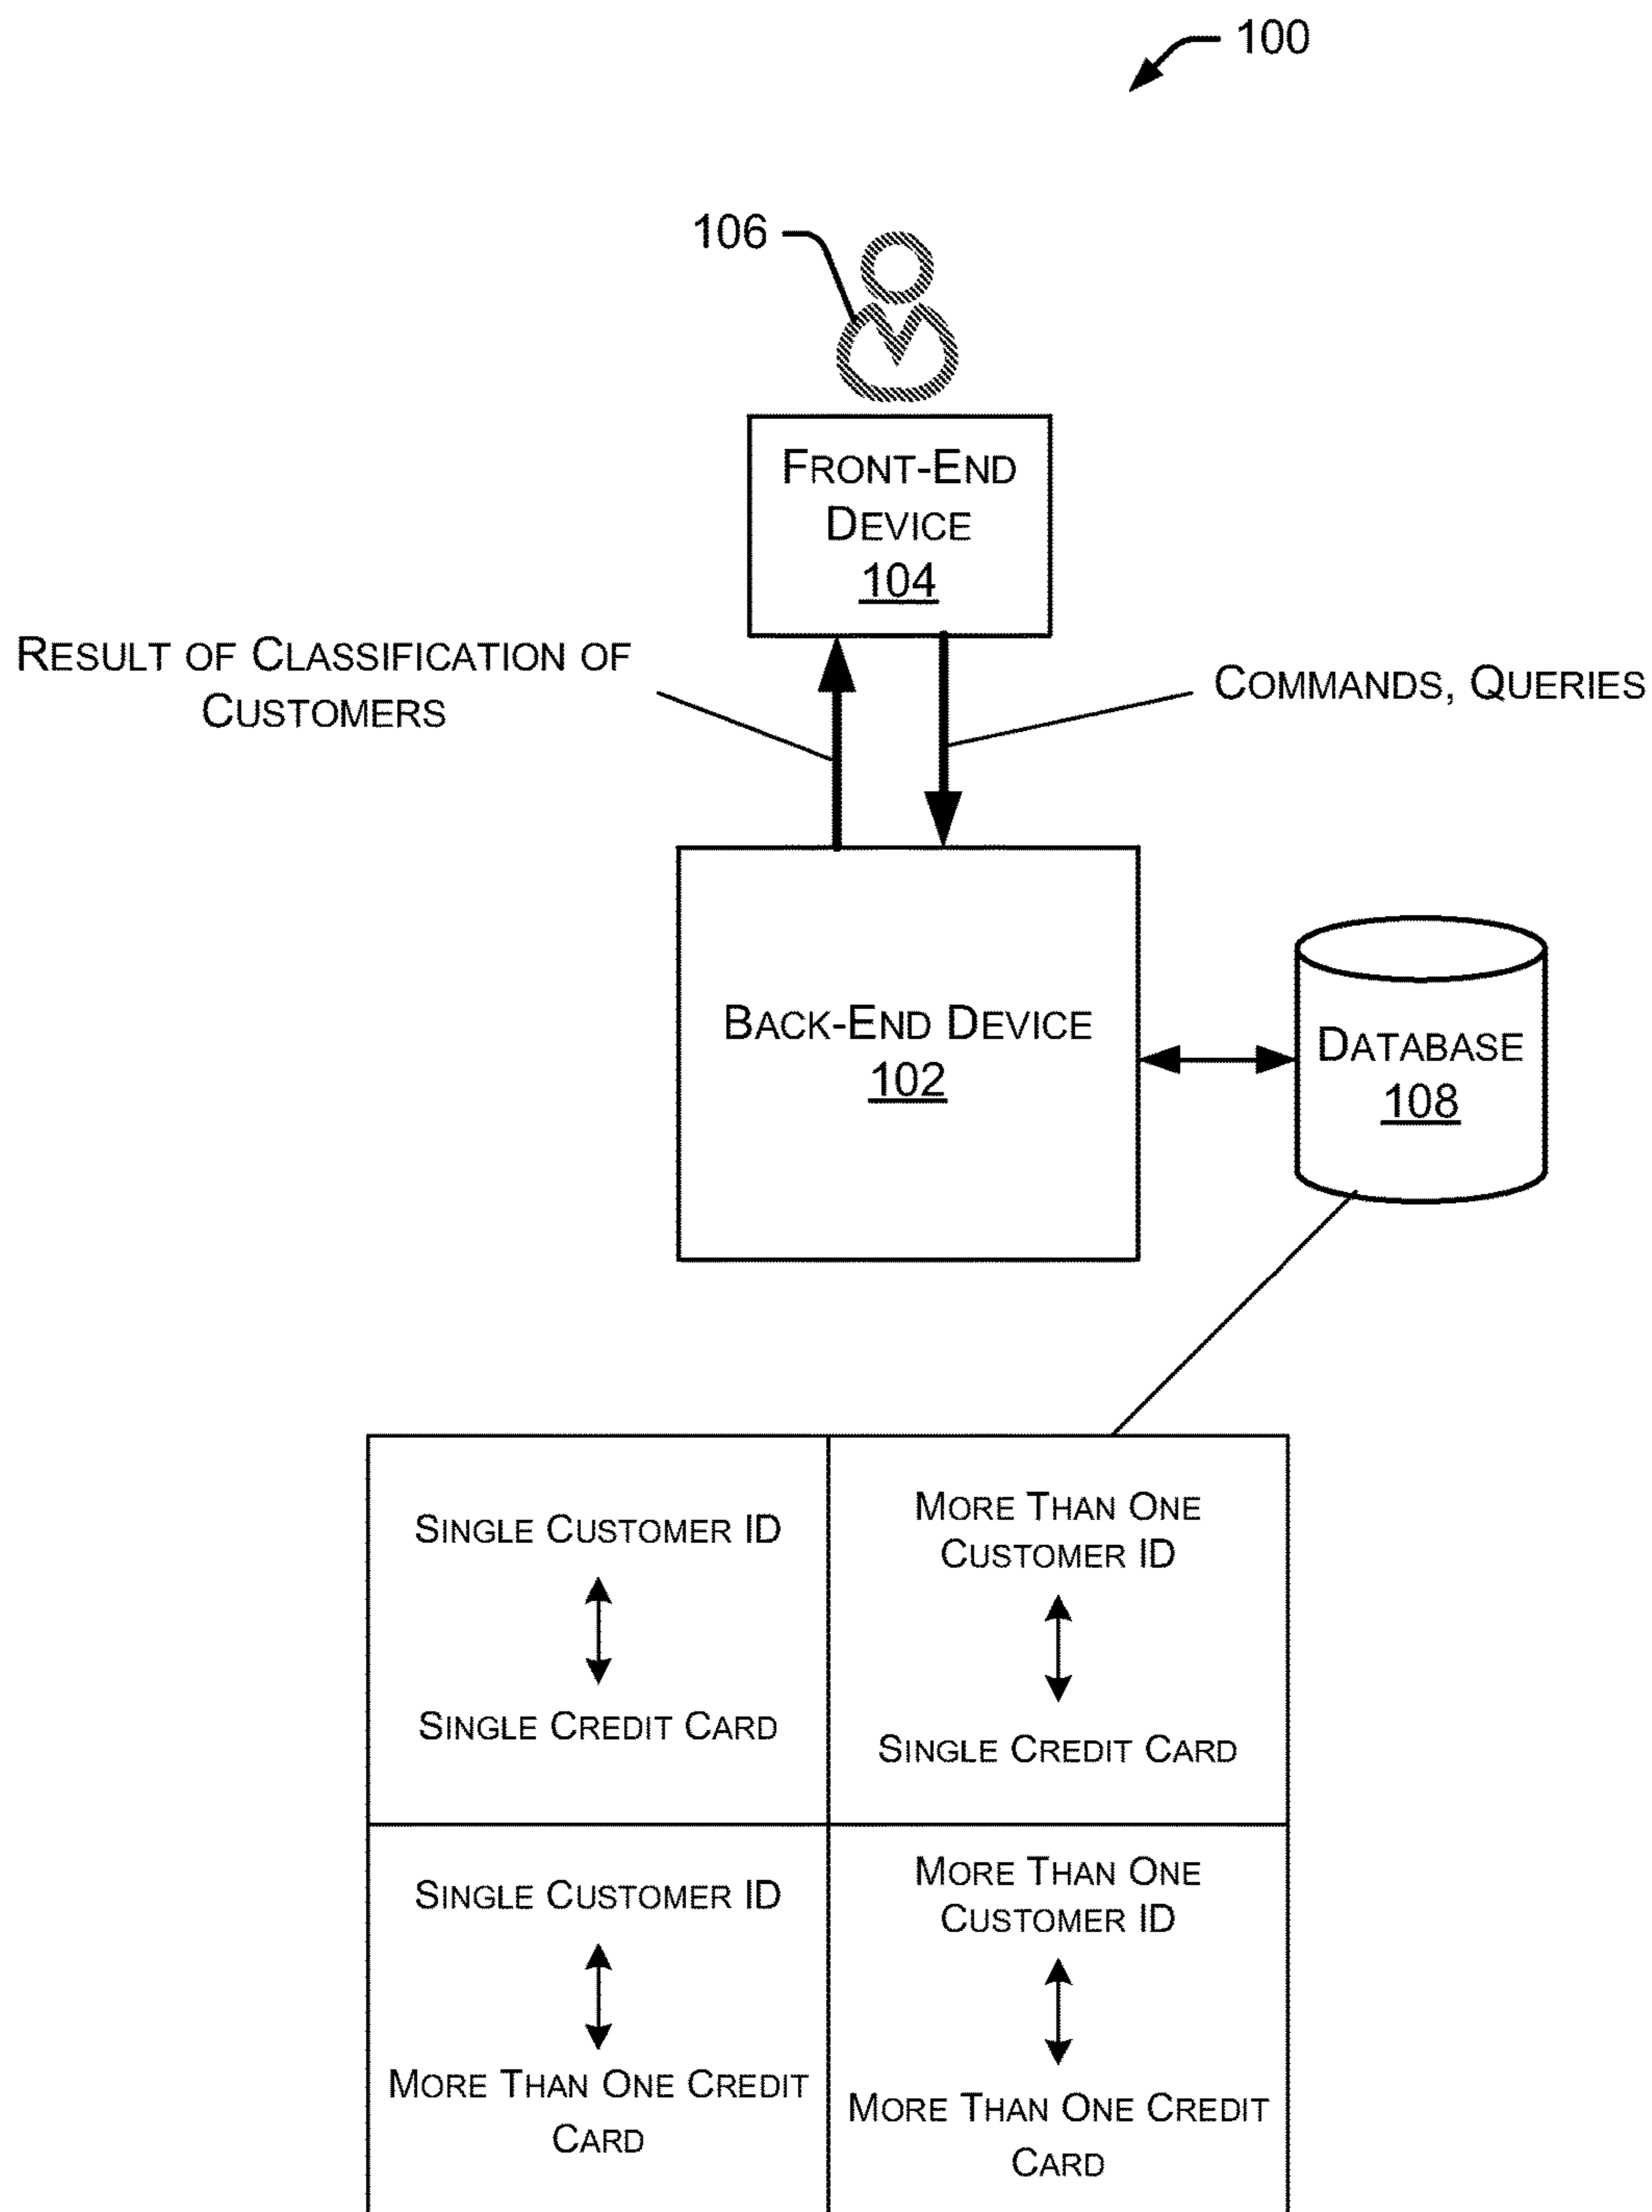 100
106
FRONT-END
DEVICE
104
RESULT OF CLASSIFICATION OF
CUSTOMERS
COMMANDS, QUERIES
BACK-END DEVICE
102
DATABASE
108
SINGLE CUSTOMER ID
SINGLE CREDIT CARD
MORE THAN ONE
CUSTOMER ID
SINGLE CREDIT CARD
SINGLE CUSTOMER ID
MORE THAN ONE CREDIT
CARD
MORE THAN ONE
CUSTOMER ID
MORE THAN ONE CREDIT
CARD